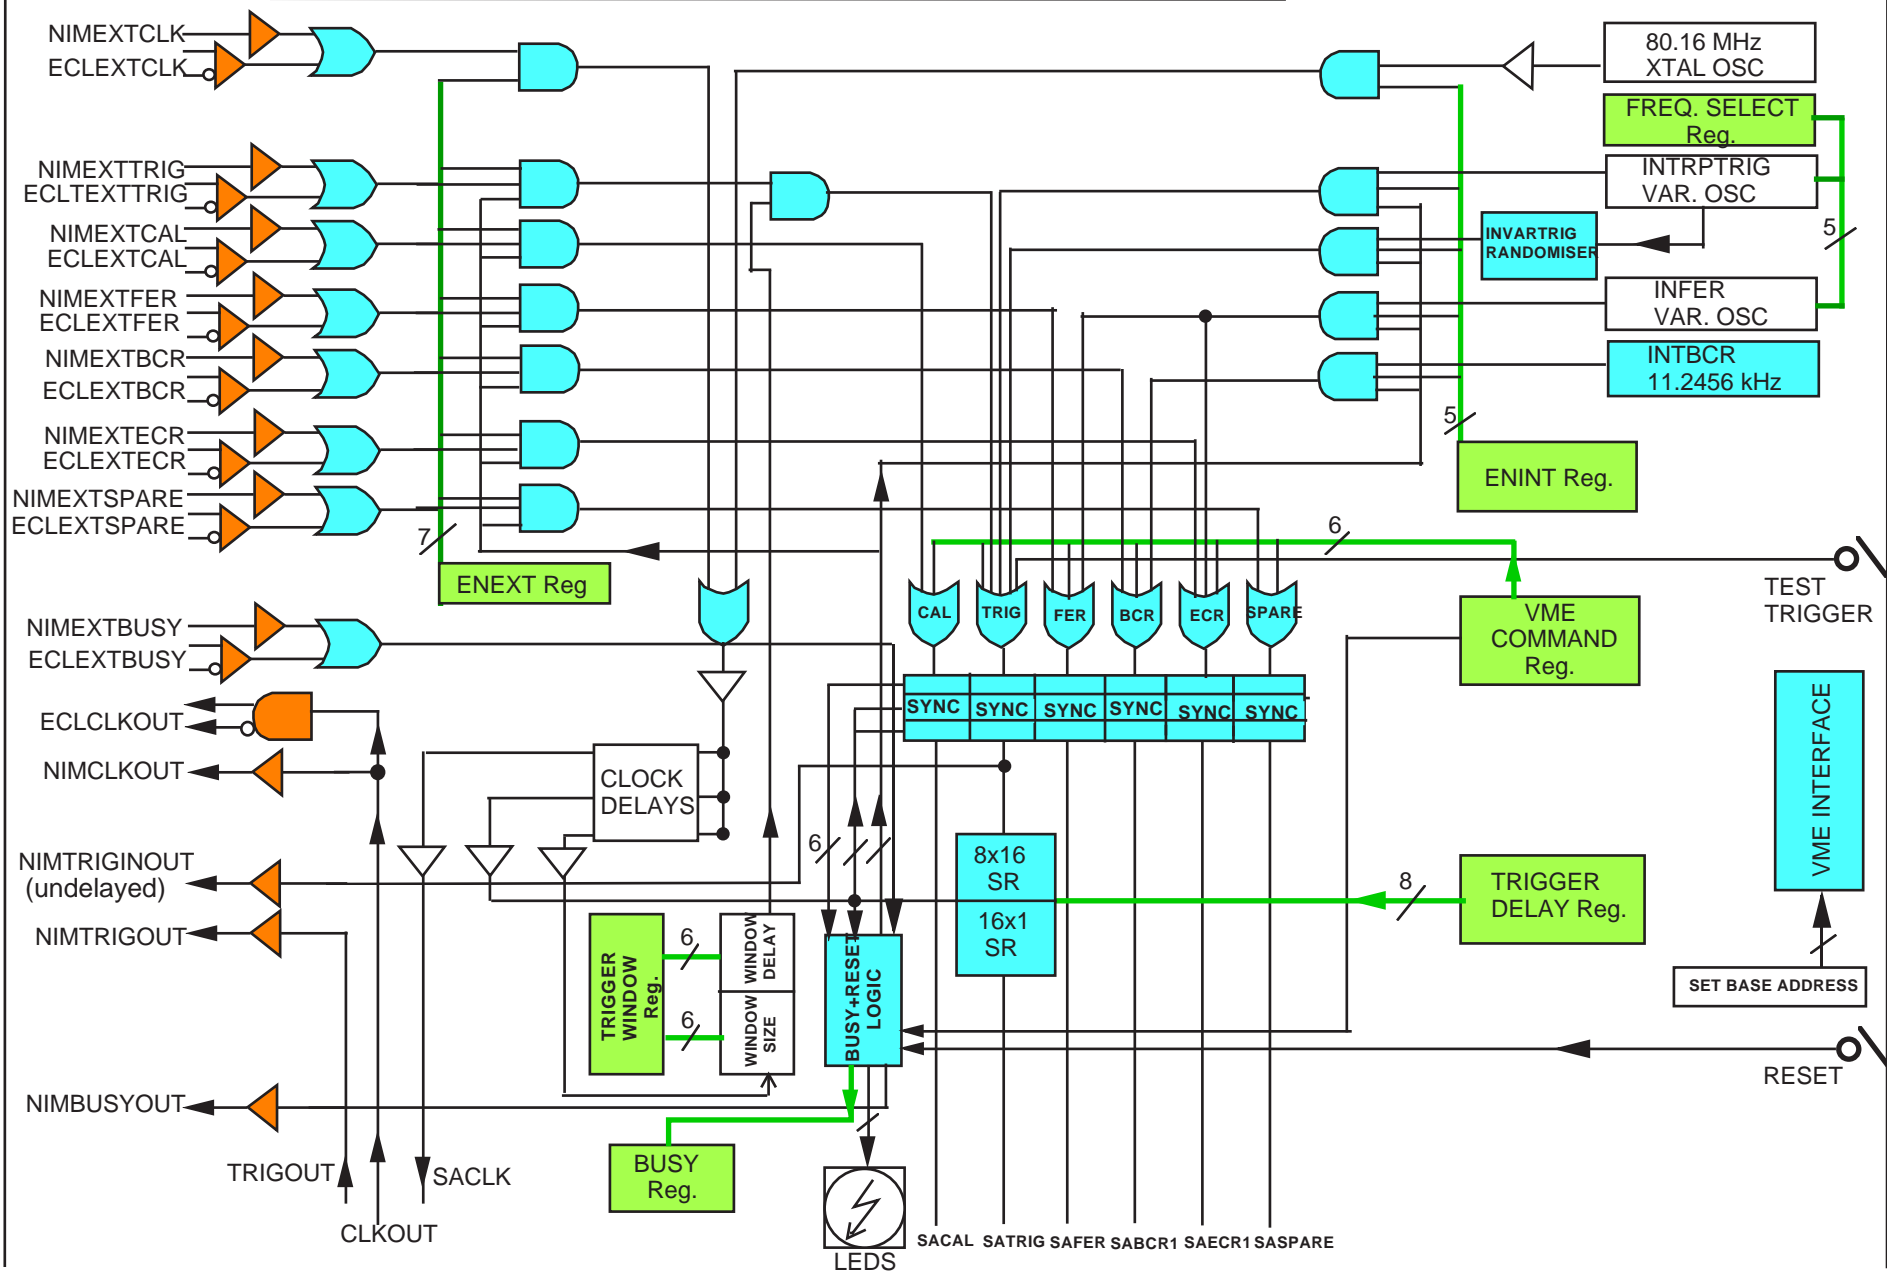 NIMEXTCLK
ECLEXTCLK
80.16 MHz
XTAL OSC
FREQ. SELECT
Reg.
NIMEXTTRIG
ECLTEXTTRIG
INTRPTRIG
VAR. OSC
NIMEXTCAL
ECLEXTCAL
INVARTRIG
RANDOMISER
5
NIMEXTFER
ECLEXTFER
INFER
VAR. OSC
NIMEXTBCR
ECLEXTBCR
INTBCR
11.2456 kHz
5
NIMEXTECR
ECLEXTECR
ENINT Reg.
NIMEXTSPARE
ECLEXTSPARE
7
6
ENEXT Reg
TEST
TRIGGER
CAL
TRIG
FER
BCR
ECR
SPARE
VME
COMMAND
Reg.
NIMEXTBUSY
ECLEXTBUSY
ECLCLKOUT
SYNC
SYNC
SYNC
SYNC
SYNC
SYNC
VME INTERFACE
NIMCLKOUT
CLOCK
DELAYS
6
8x16
SR
16x1
SR
NIMTRIGINOUT
(undelayed)
8
TRIGGER
DELAY Reg.
NIMTRIGOUT
TRIGGER
WINDOW
Reg.
6
6
WINDOW
DELAY
WINDOW
SIZE
BUSY+RESET
LOGIC
SET BASE ADDRESS
RESET
NIMBUSYOUT
BUSY
Reg.
TRIGOUT
SACLK
CLKOUT
LEDS
SACAL SATRIG SAFER SABCR1 SAECR1 SASPARE